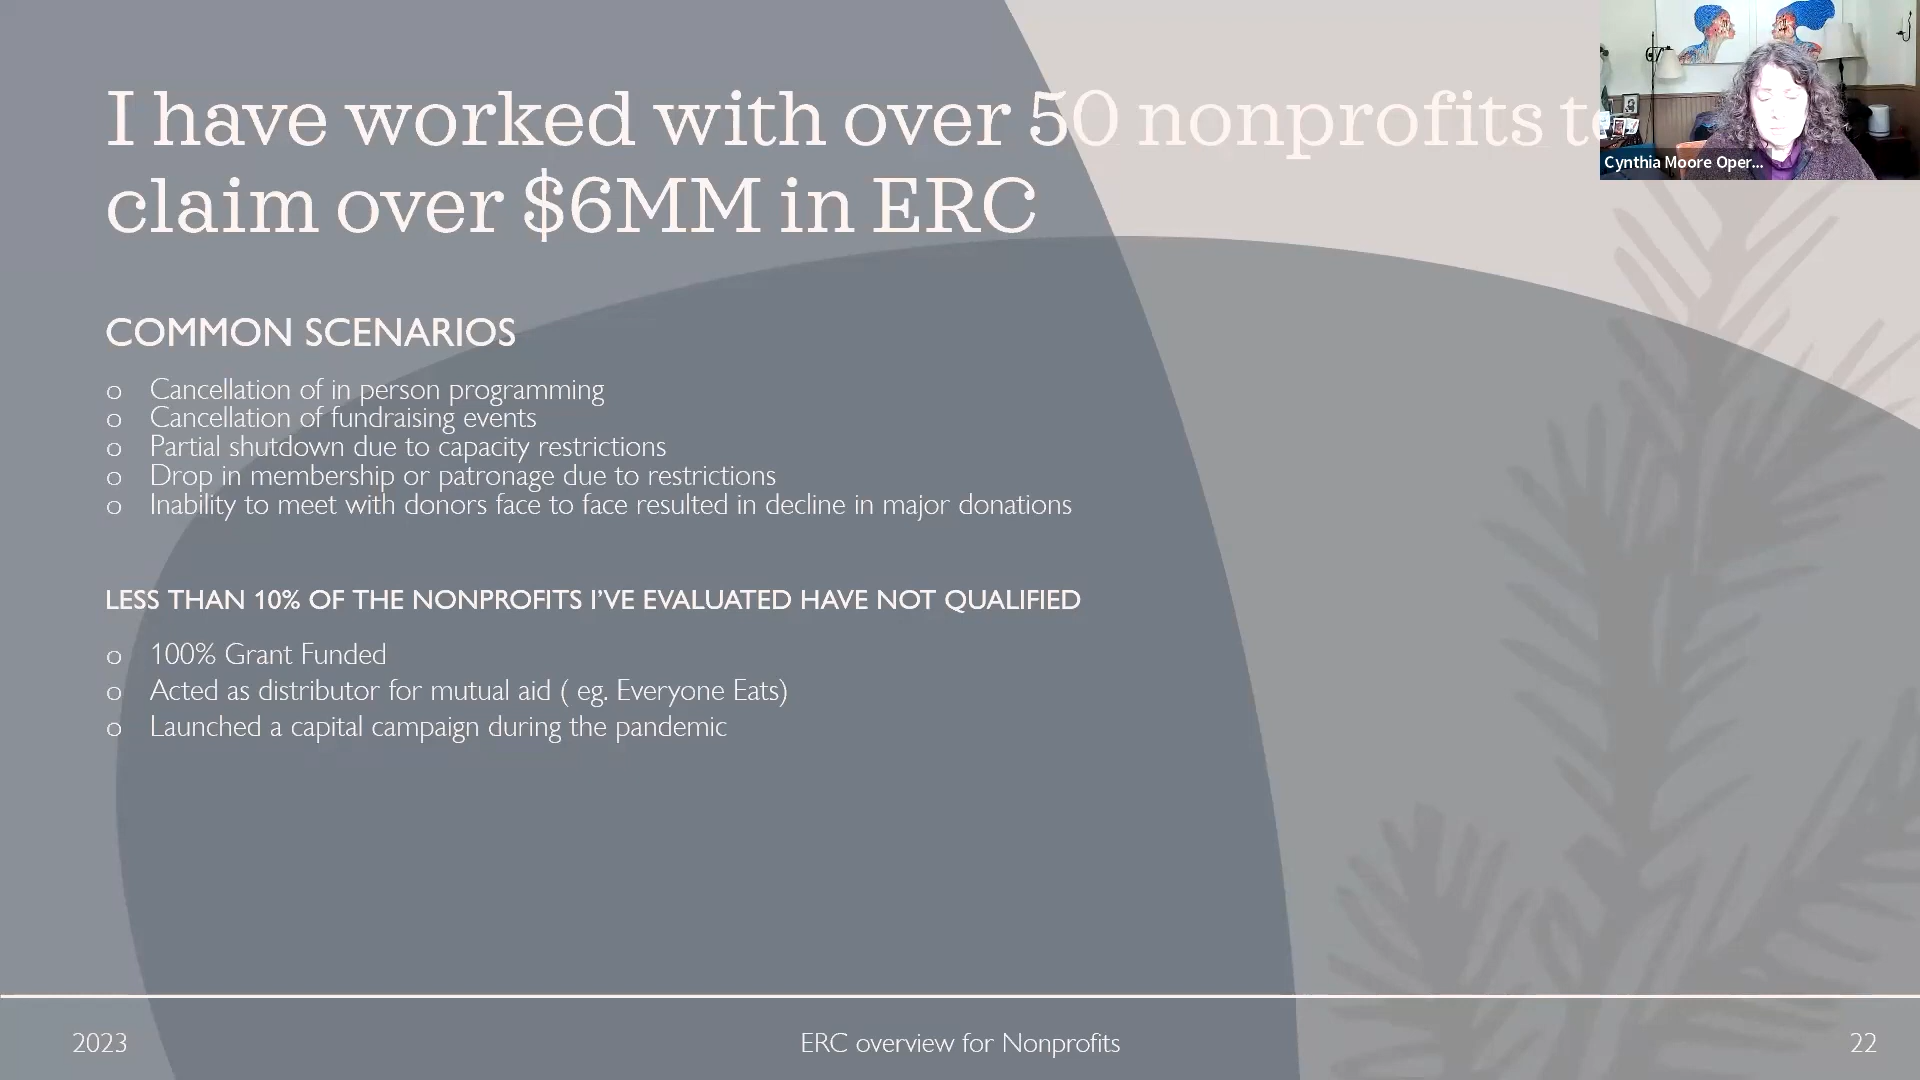 I have worked with over 50 nonprofits
claim over $6MM in ERC
Cynthia Moore Oper...
COMMON SCENARIOS
o Cancellation of in person programming
o Cancellation of fundraising events
o Partial shutdown due to capacity restrictions
o Drop in membership or patronage due to restrictions
o Inability to meet with donors face to face resulted in decline in major donations
LESS THAN 10% OF THE NONPROFITS I'VE EVALUATED HAVE NOT QUALIFIED
o 100% Grant Funded
o Acted as distributor for mutual aid ( eg. Everyone Eats)
o Launched a capital campaign during the pandemic
2023
ERC overview for Nonprofits
22